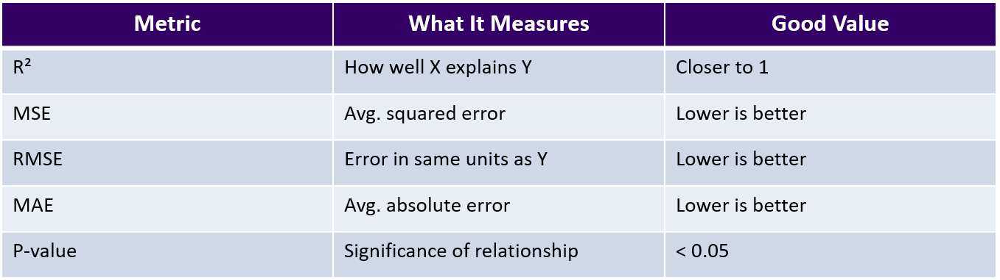 Metric What It Measures Good Value
R² How well X explains Y Closer to 1
MSE Avg. squared error Lower is better
RMSE Error in same units as Y Lower is better
MAE Avg. absolute error Lower is better
P-value Significance of relationship < 0.05